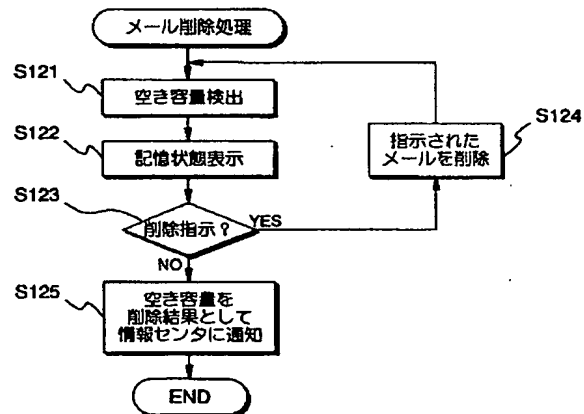 メール削除処理
S121
空き容量検出
S122
記憶状態表示
S123
削除指示?
YES
NO
S124
指示された
メールを削除
S125
空き容量を
削除結果として
情報センタに通知
END